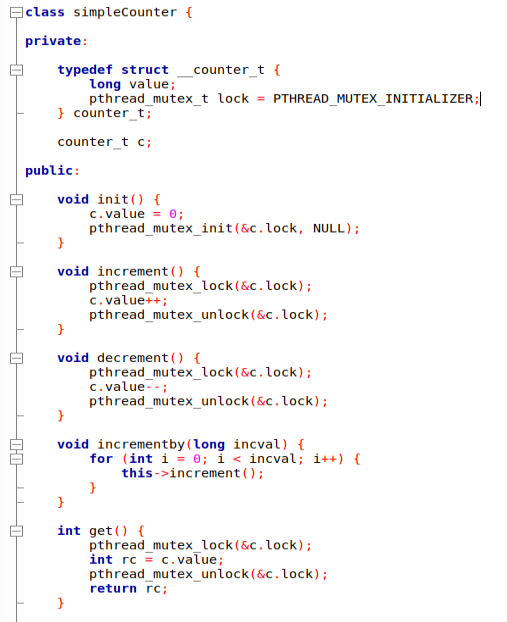 class simpleCounter {
private:
typedef struct __counter_t {
long value;
pthread_mutex_t lock = PTHREAD_MUTEX_INITIALIZER;
} counter_t;
counter_t c;
public:
void init() {
c.value = 0;
pthread_mutex_init(&c.lock, NULL);
}
void increment() {
pthread_mutex_lock(&c.lock);
c.value++;
pthread_mutex_unlock(&c.lock);
}
void decrement() {
pthread_mutex_lock(&c.lock);
c.value--;
pthread_mutex_unlock(&c.lock);
}
void incrementby(long incval) {
for (int i = 0; i < incval; i++) {
this->increment();
}
}
int get() {
pthread_mutex_lock(&c.lock);
int rc = c.value;
pthread_mutex_unlock(&c.lock);
return rc;
}